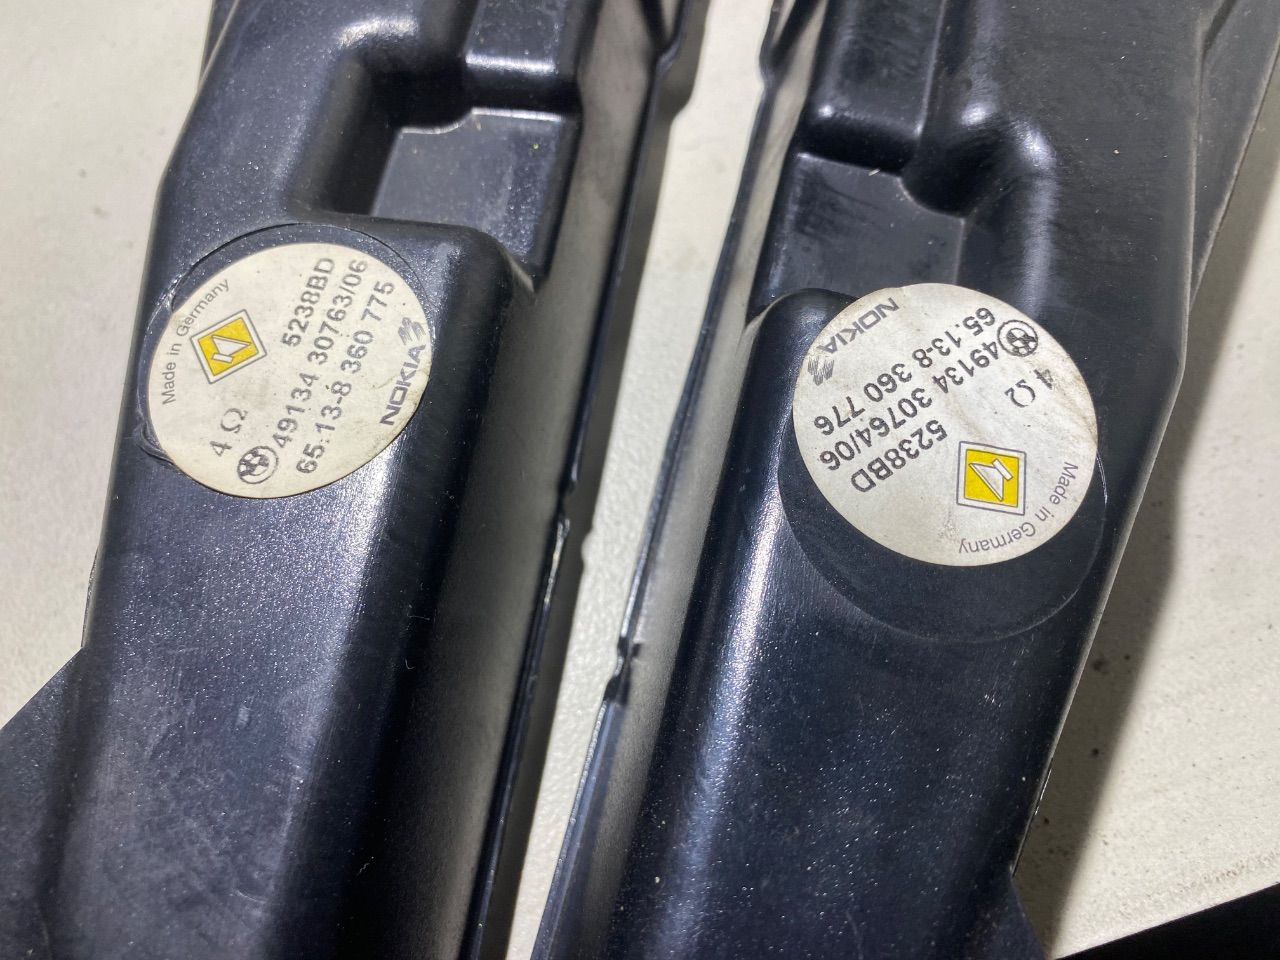 Made in Germany
5238BD
4 Ω
49134 30763/06
65.13-8 360 775
NOKIA
NOKIA
65.13-8 360 776
49134 30764/06
4 Ω
5238BD
Made in Germany